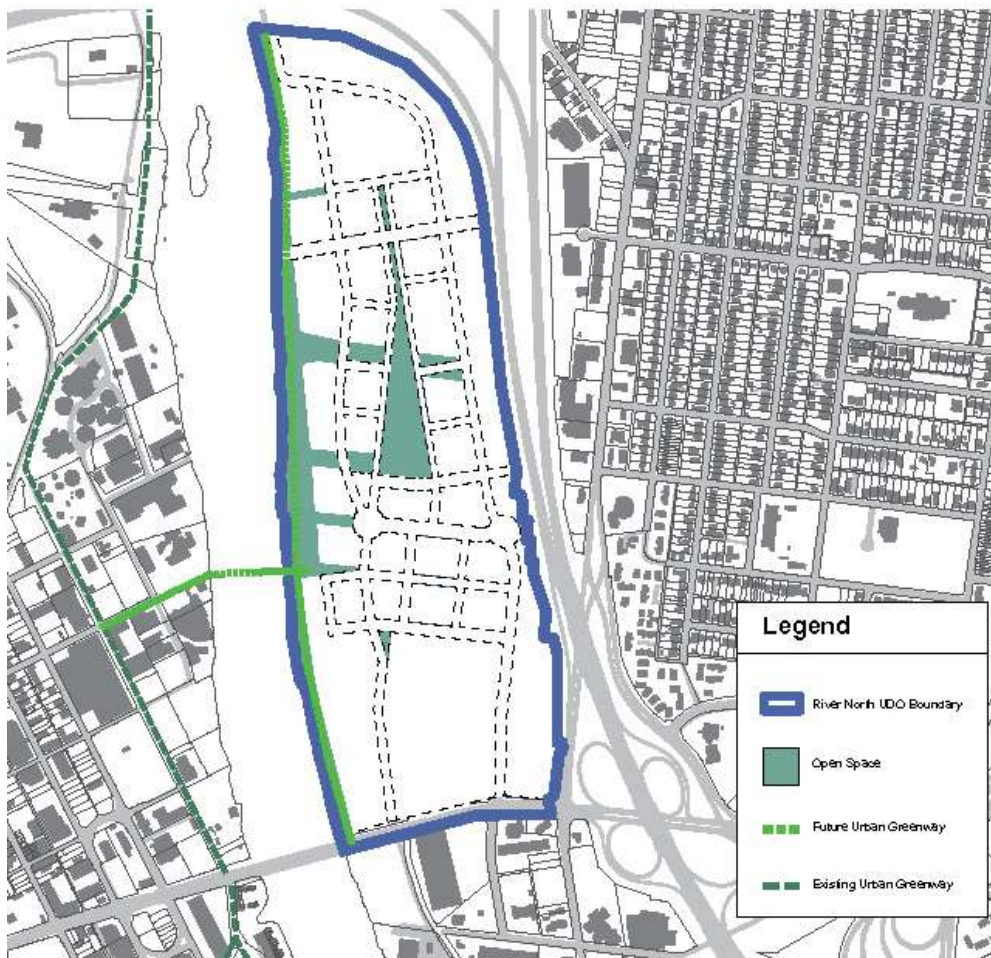 Legend
River North UDO Boundary
Open Space
Future Urban Greenway
Existing Urban Greenway